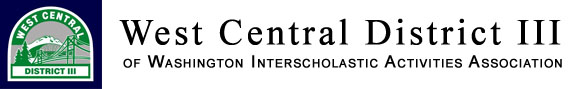 WEST CENTRAL
DISTRICT III
West Central District III
OF WASHINGTON INTERSCHOLASTIC ACTIVITIES ASSOCIATION